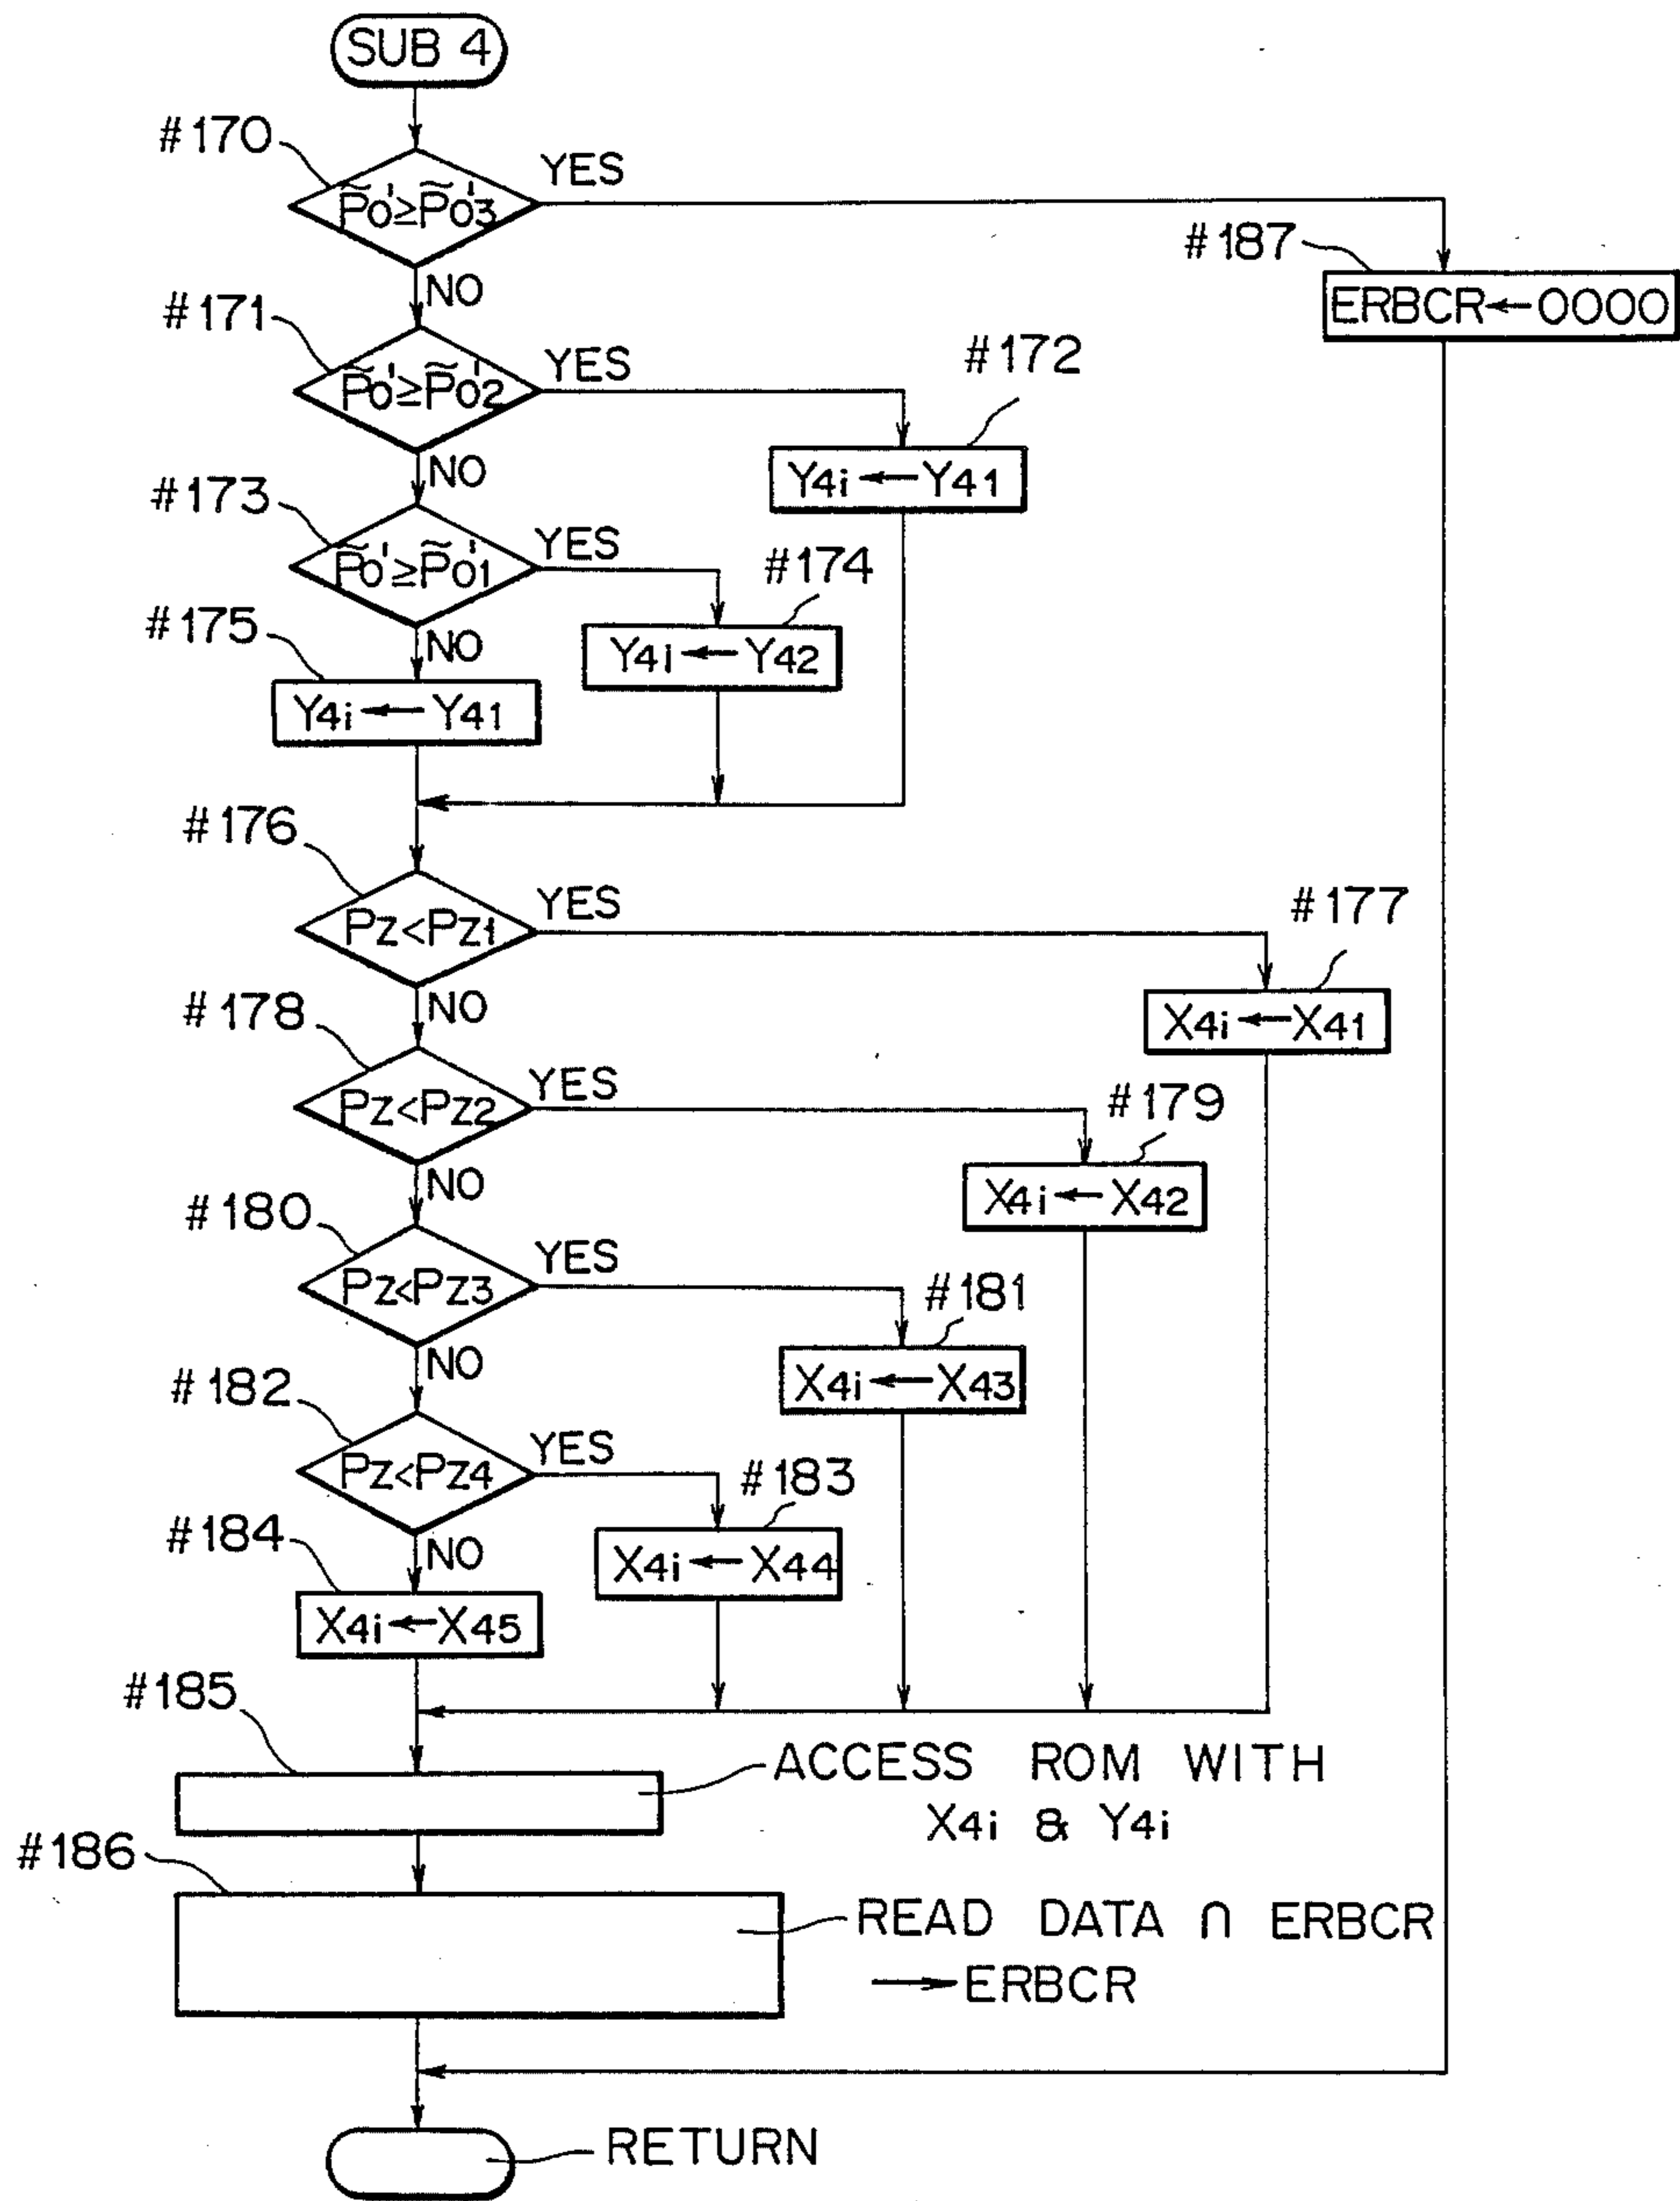 SUB 4
#170
P̃o'≥P̃o'3
YES
NO
#187
ERBCR←0000
#171
P̃o'≥P̃o'2
YES
NO
#172
Y4i←Y41
#173
P̃o'≥P̃o'1
YES
NO
#174
Y4i←Y42
#175
Y4i←Y41
#176
Pz<Pz1
YES
NO
#177
X4i←X41
#178
Pz<Pz2
YES
NO
#179
X4i←X42
#180
Pz<Pz3
YES
NO
#181
X4i←X43
#182
Pz<Pz4
YES
NO
#183
X4i←X44
#184
X4i←X45
#185
ACCESS ROM WITH
X4i & Y4i
#186
READ DATA ∩ ERBCR
→ERBCR
RETURN